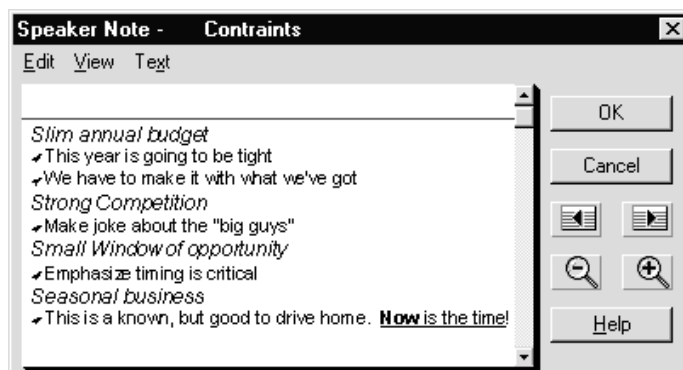 Speaker Note - Contraints
Edit View Text
OK
Cancel
Help
Slim annual budget
This year is going to be tight
We have to make it with what we've got
Strong Competition
Make joke about the "big guys"
Small Window of opportunity
Emphasize timing is critical
Seasonal business
This is a known, but good to drive home. Now is the time!